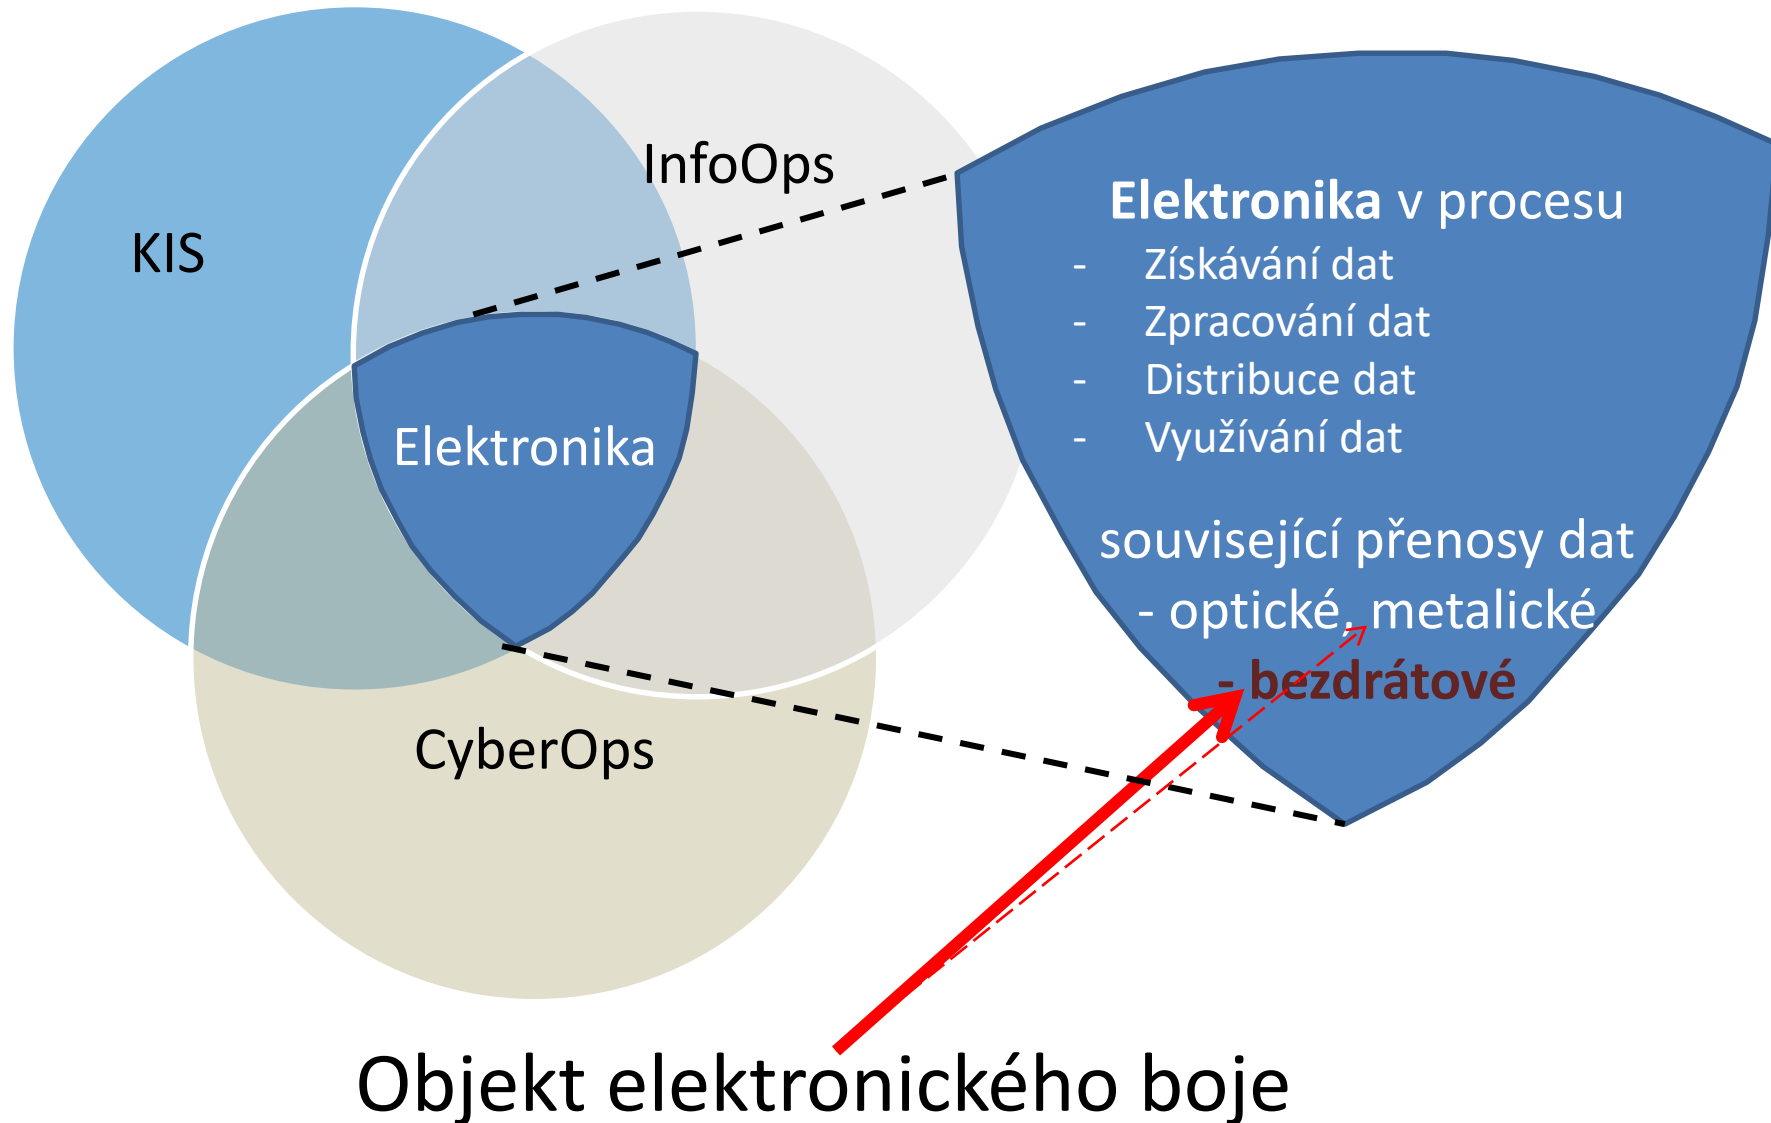 InfoOps
KIS
Elektronika
CyberOps
Elektronika v procesu
- Získávání dat
- Zpracování dat
- Distribuce dat
- Využívání dat
související přenosy dat
- optické, metalické
- bezdrátové
Objekt elektronického boje